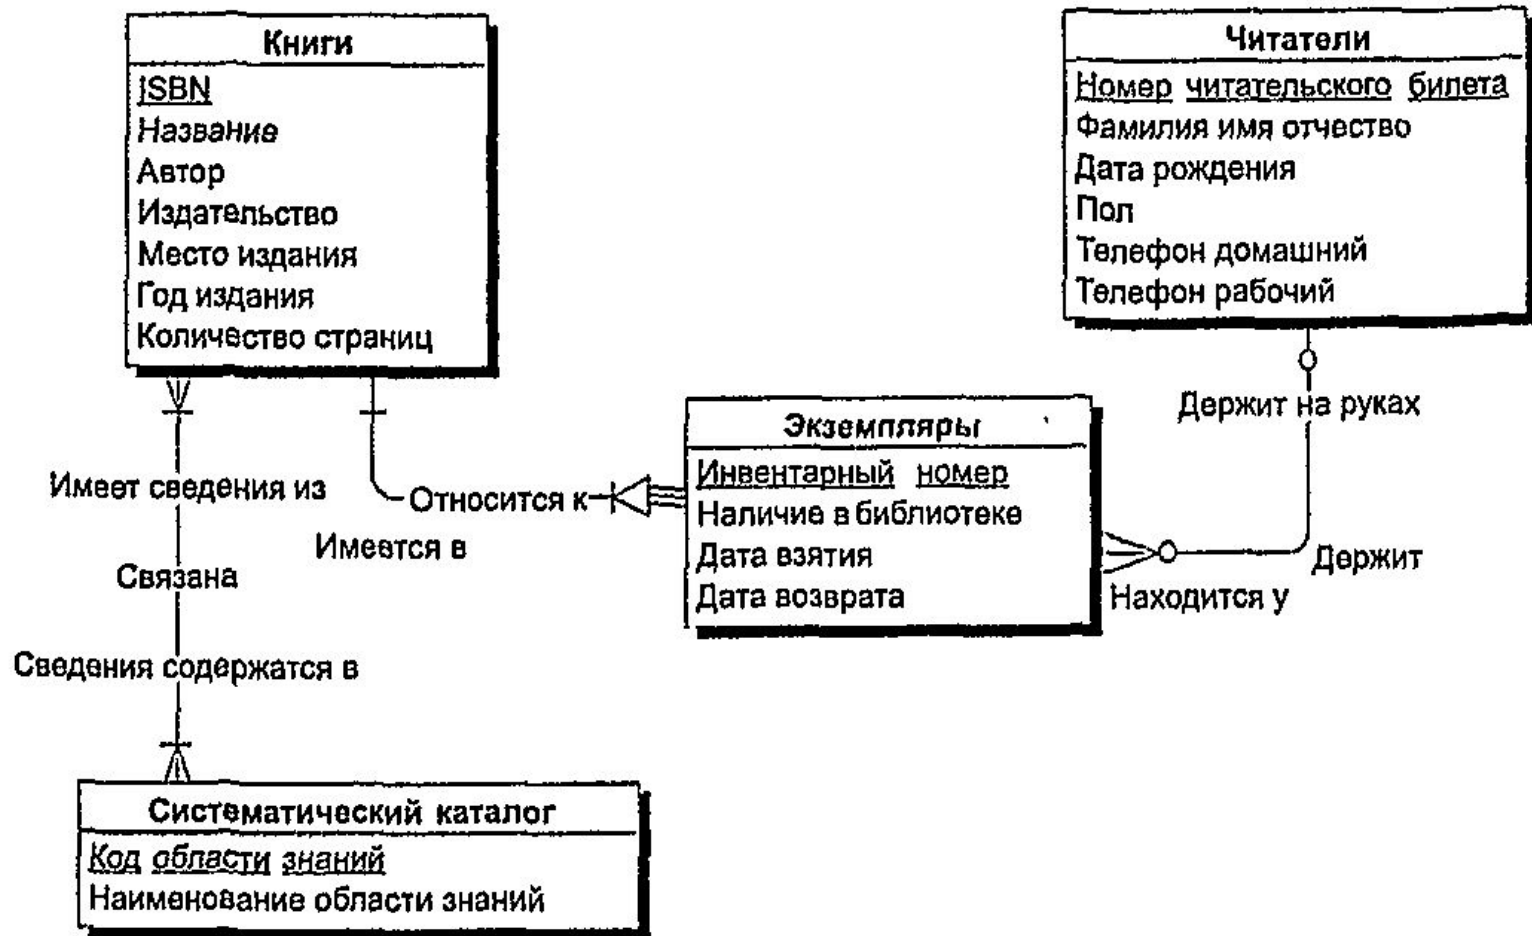 Книги
ISBN
Название
Автор
Издательство
Место издания
Год издания
Количество страниц
Читатели
Номер читательского билета
Фамилия имя отчество
Дата рождения
Пол
Телефон домашний
Телефон рабочий
Держит на руках
Экземпляры
Инвентарный номер
Наличие в библиотеке
Дата взятия
Дата возврата
Имеет сведения из
Относится к
Имеется в
Связана
Держит
Находится у
Сведения содержатся в
Систематический каталог
Код области знаний
Наименование области знаний